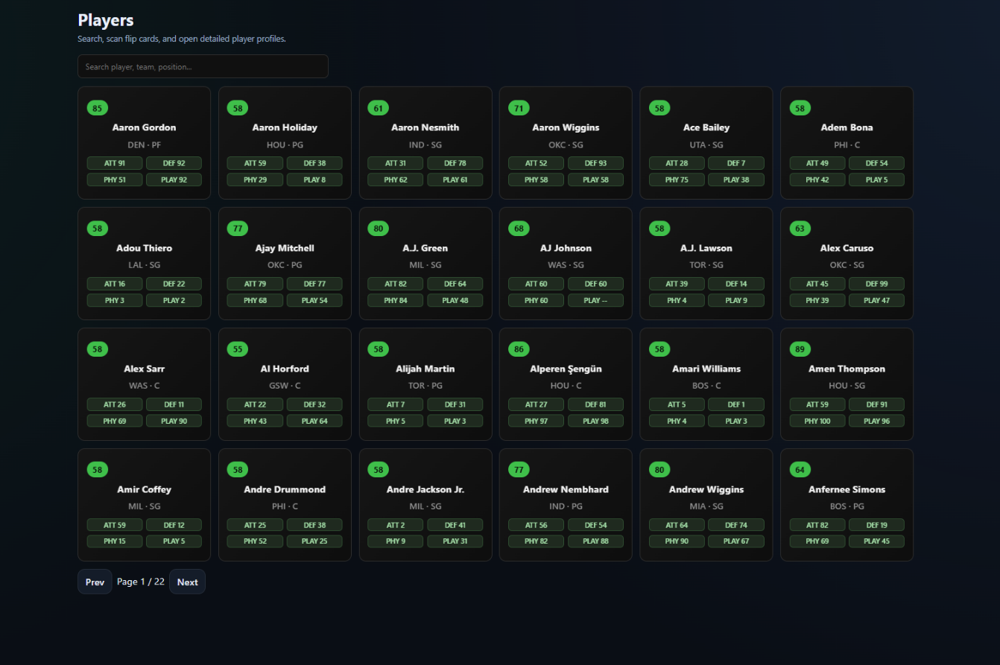 Players
Search, scan flip cards, and open detailed player profiles.
Search player, team, position...
85
Aaron Gordon
DEN · PF
ATT 91 DEF 92
PHY 51 PLAY 92
58
Aaron Holiday
HOU · PG
ATT 59 DEF 38
PHY 29 PLAY 8
61
Aaron Nesmith
IND · SG
ATT 31 DEF 78
PHY 62 PLAY 61
71
Aaron Wiggins
OKC · SG
ATT 52 DEF 93
PHY 58 PLAY 58
58
Ace Bailey
UTA · SG
ATT 28 DEF 7
PHY 75 PLAY 38
58
Adem Bona
PHI · C
ATT 49 DEF 54
PHY 42 PLAY 5
58
Adou Thiero
LAL · SG
ATT 16 DEF 22
PHY 3 PLAY 2
77
Ajay Mitchell
OKC · PG
ATT 79 DEF 77
PHY 68 PLAY 54
80
A.J. Green
MIL · SG
ATT 82 DEF 64
PHY 84 PLAY 48
68
AJ Johnson
WAS · SG
ATT 60 DEF 60
PHY 60 PLAY --
58
A.J. Lawson
TOR · SG
ATT 39 DEF 14
PHY 4 PLAY 9
63
Alex Caruso
OKC · SG
ATT 45 DEF 99
PHY 39 PLAY 47
58
Alex Sarr
WAS · C
ATT 26 DEF 11
PHY 69 PLAY 90
55
Al Horford
GSW · C
ATT 22 DEF 32
PHY 43 PLAY 64
58
Alijah Martin
TOR · PG
ATT 7 DEF 31
PHY 5 PLAY 3
86
Alperen Şengün
HOU · C
ATT 27 DEF 81
PHY 97 PLAY 98
58
Amari Williams
BOS · C
ATT 5 DEF 1
PHY 4 PLAY 3
89
Amen Thompson
HOU · SG
ATT 59 DEF 91
PHY 100 PLAY 96
58
Amir Coffey
MIL · SG
ATT 59 DEF 12
PHY 15 PLAY 5
58
Andre Drummond
PHI · C
ATT 25 DEF 38
PHY 52 PLAY 25
58
Andre Jackson Jr.
MIL · SG
ATT 2 DEF 41
PHY 9 PLAY 31
77
Andrew Nembhard
IND · PG
ATT 56 DEF 54
PHY 82 PLAY 88
80
Andrew Wiggins
MIA · SG
ATT 64 DEF 74
PHY 90 PLAY 67
64
Anfernee Simons
BOS · PG
ATT 82 DEF 19
PHY 69 PLAY 45
Prev Page 1 / 22 Next